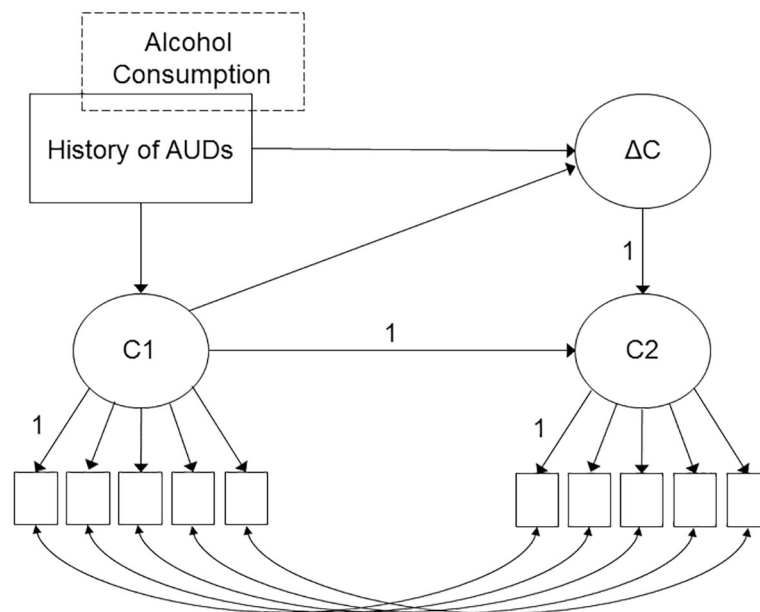 Alcohol
Consumption
History of AUDs
ΔC
1
C1
1
C2
1
1